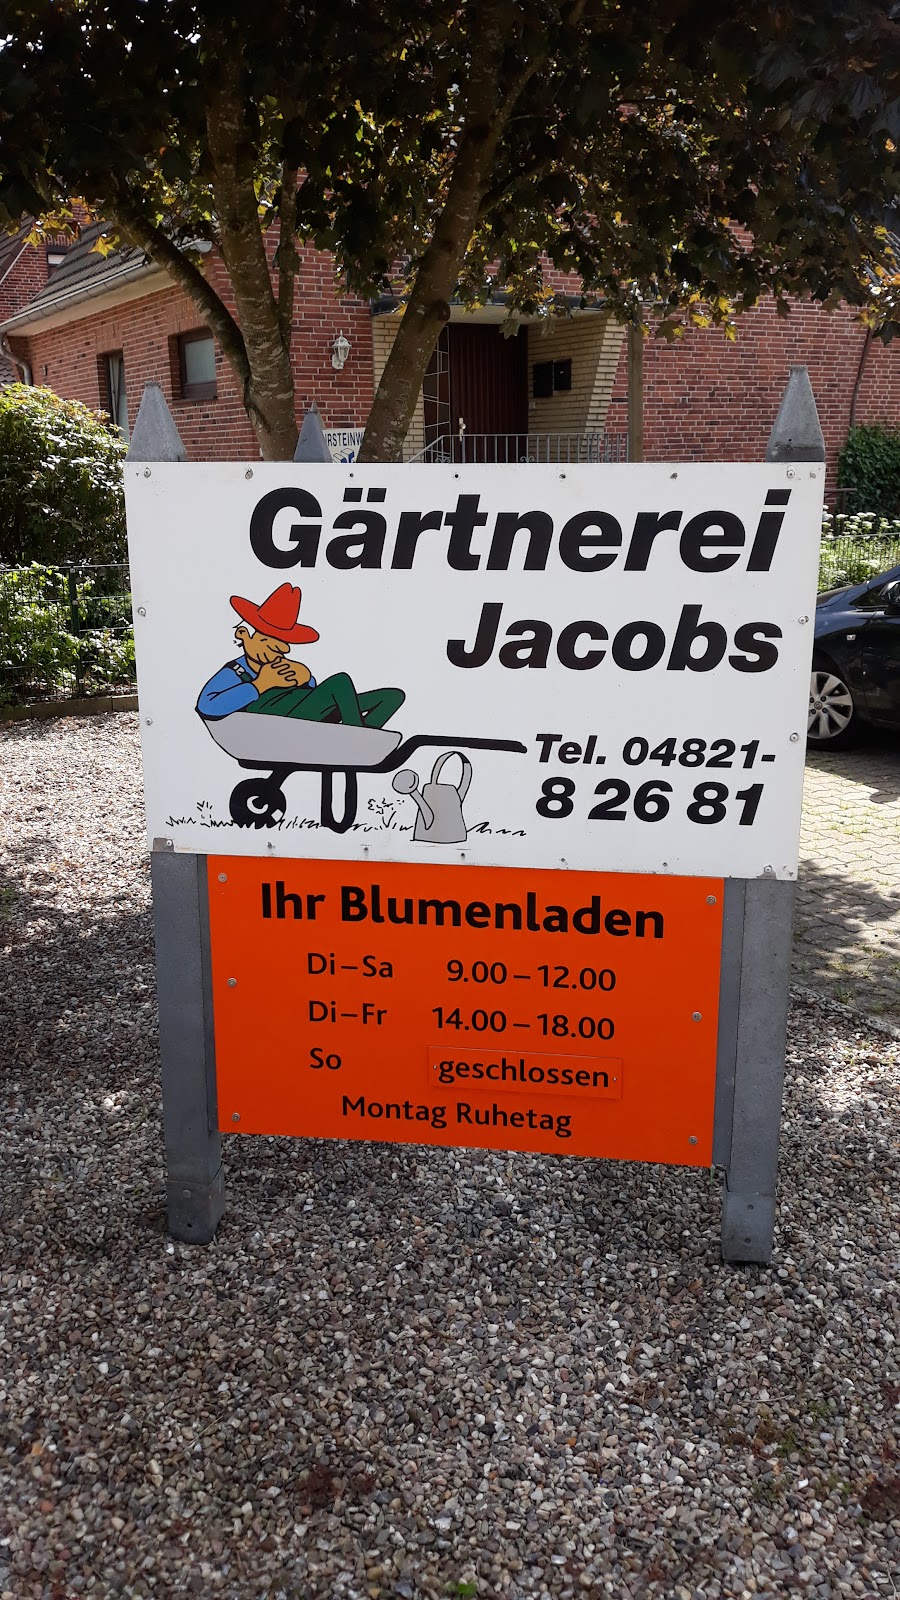 Gärtnerei
Jacobs
Tel. 04821-
8 26 81
Ihr Blumenladen
Di–Sa 9.00–12.00
Di–Fr 14.00–18.00
So geschlossen
Montag Ruhetag